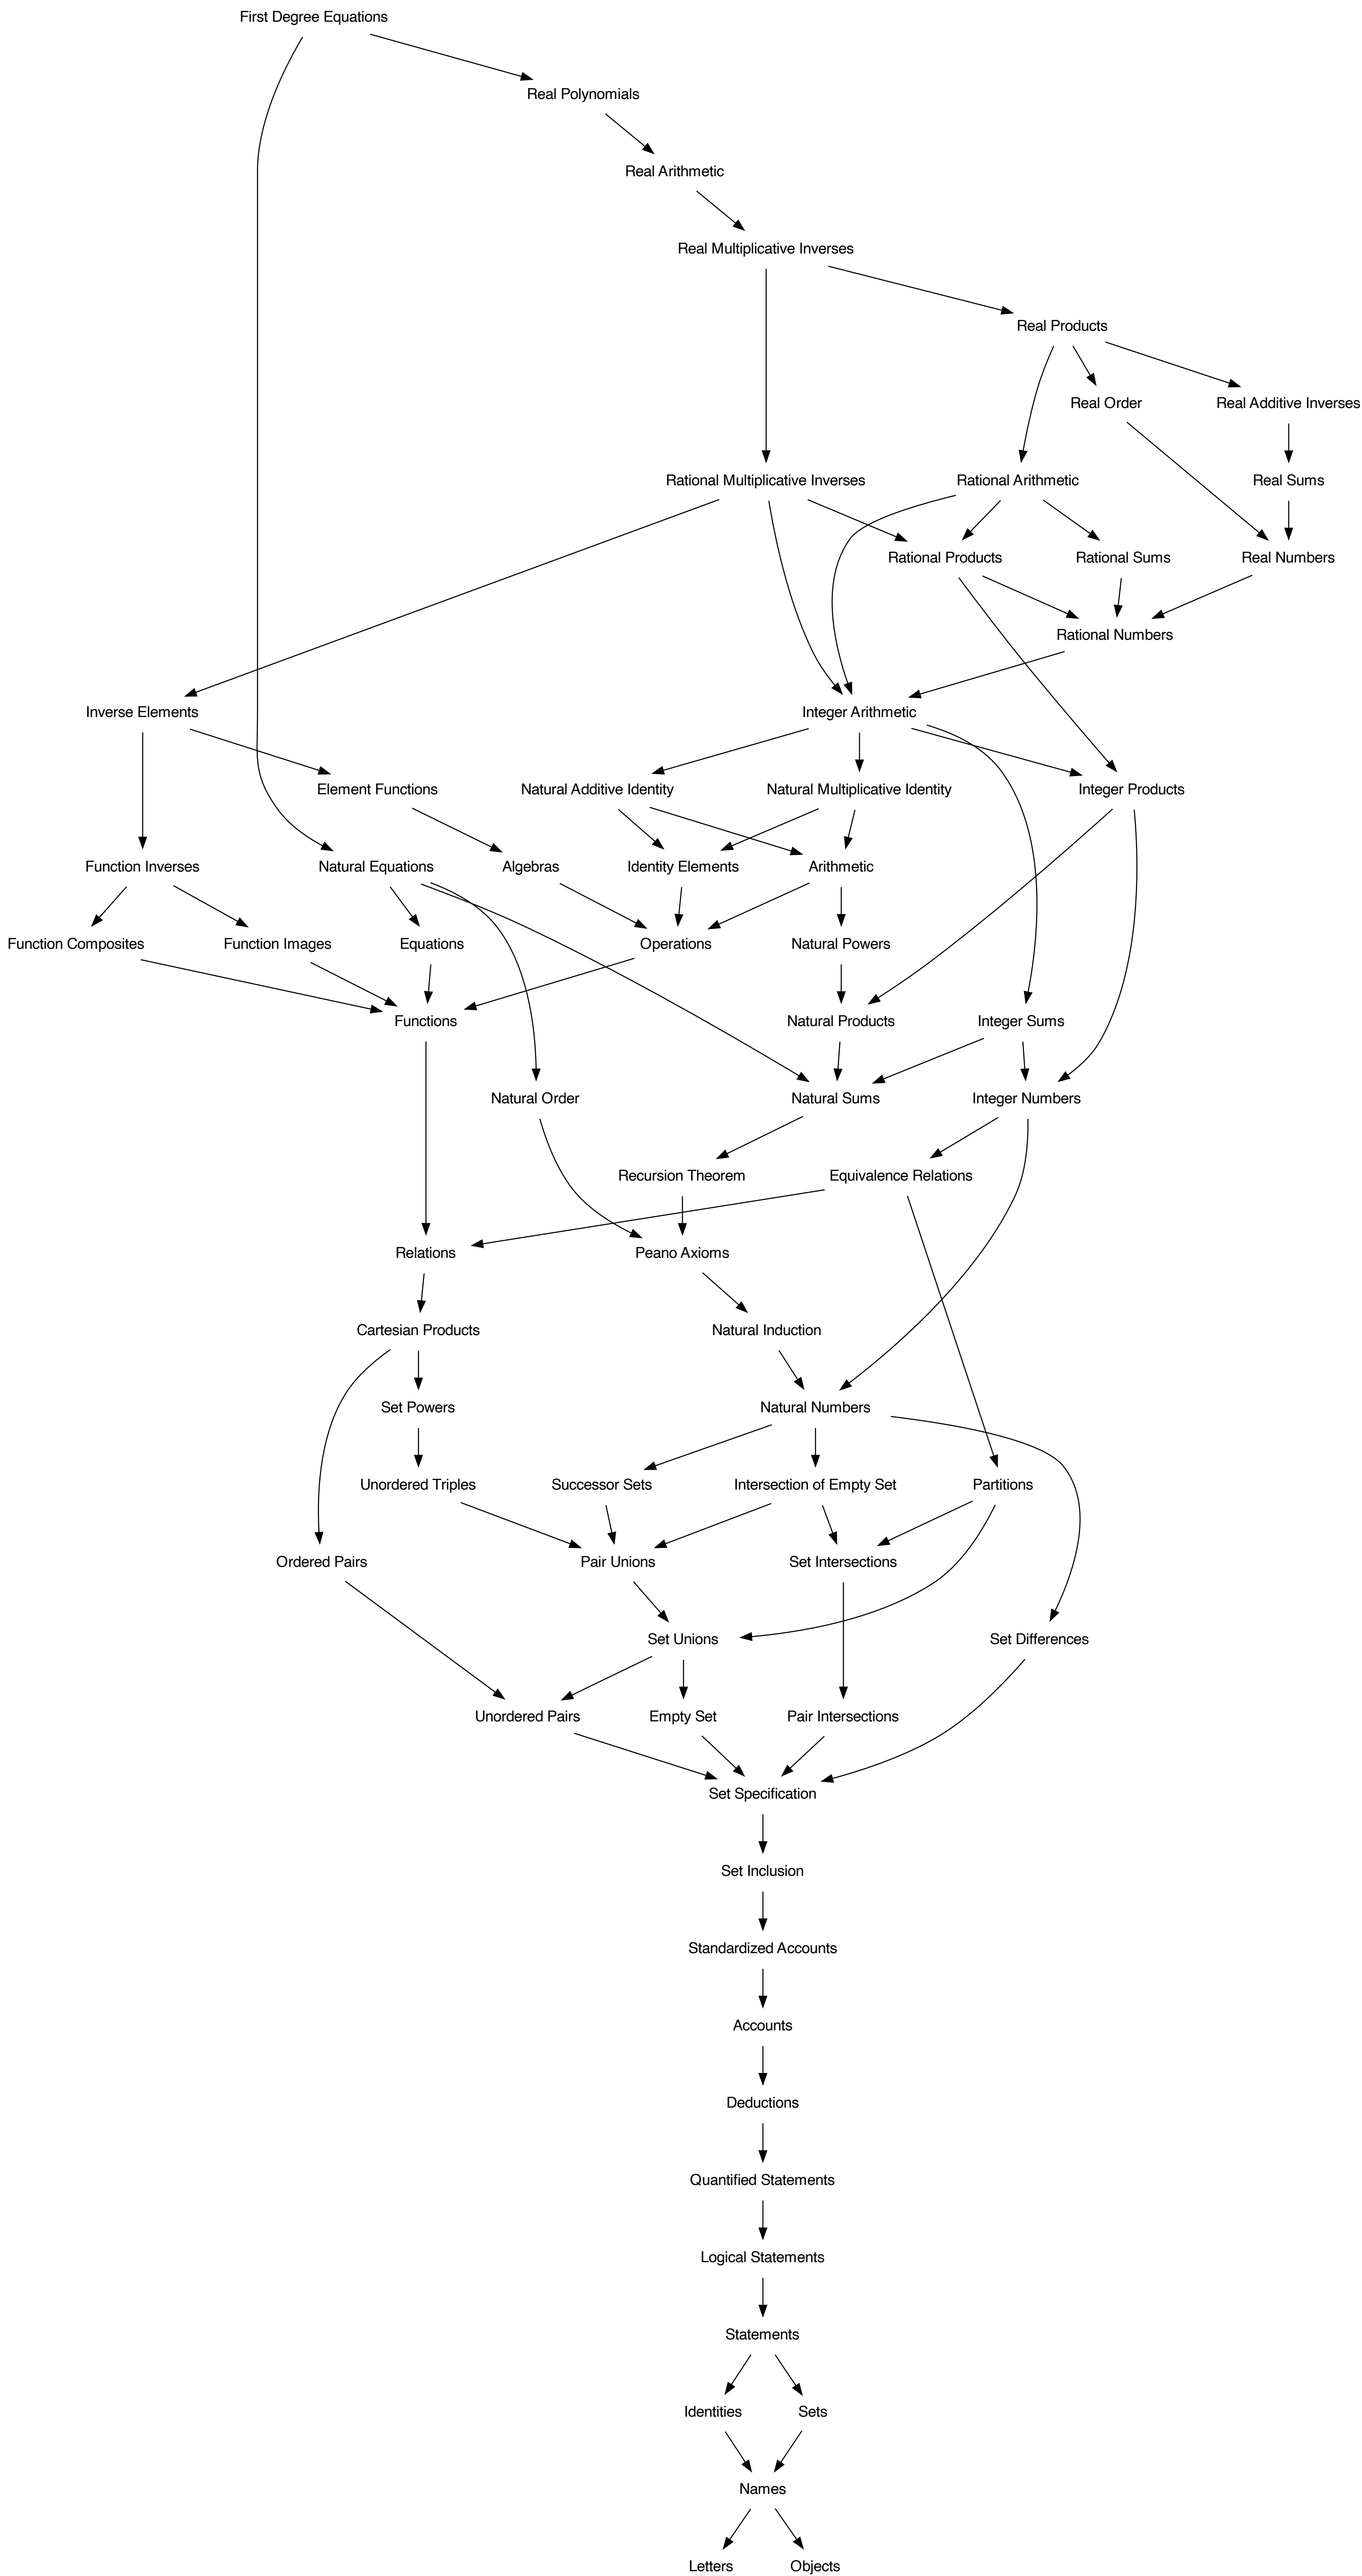 First Degree Equations
Real Polynomials
Real Arithmetic
Real Multiplicative Inverses
Real Products
Real Order
Real Additive Inverses
Rational Multiplicative Inverses
Rational Arithmetic
Real Sums
Rational Products
Rational Sums
Real Numbers
Rational Numbers
Inverse Elements
Integer Arithmetic
Element Functions
Natural Additive Identity
Natural Multiplicative Identity
Integer Products
Function Inverses
Natural Equations
Algebras
Identity Elements
Arithmetic
Function Composites
Function Images
Equations
Operations
Natural Powers
Functions
Natural Products
Integer Sums
Natural Order
Natural Sums
Integer Numbers
Recursion Theorem
Equivalence Relations
Relations
Peano Axioms
Cartesian Products
Natural Induction
Set Powers
Natural Numbers
Unordered Triples
Successor Sets
Intersection of Empty Set
Partitions
Ordered Pairs
Pair Unions
Set Intersections
Set Unions
Set Differences
Unordered Pairs
Empty Set
Pair Intersections
Set Specification
Set Inclusion
Standardized Accounts
Accounts
Deductions
Quantified Statements
Logical Statements
Statements
Identities
Sets
Names
Letters
Objects